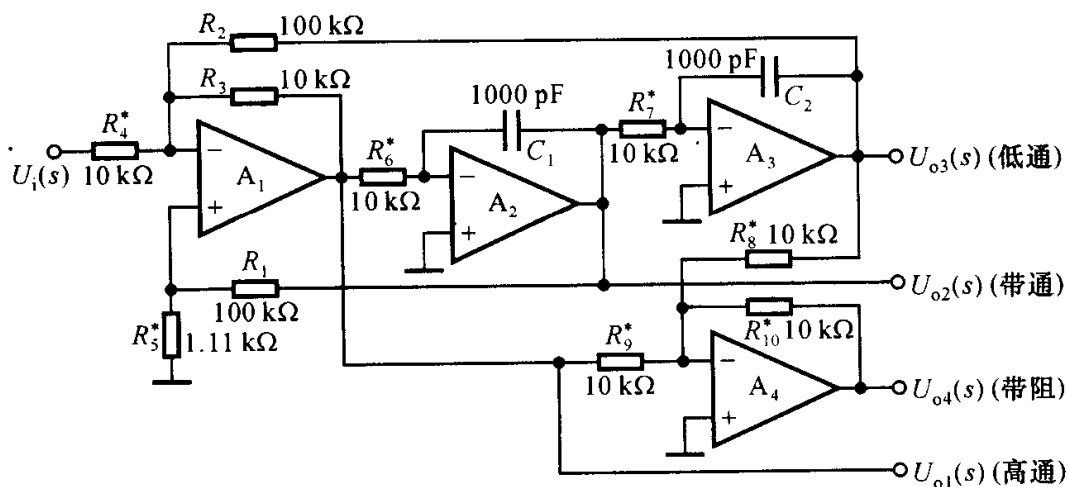 R2 100 kΩ
R3 10 kΩ
1000 pF
C2
1000 pF
C1
R4*
10 kΩ
Ui(s)
− + A1
R6*
10 kΩ
− + A2
R7*
10 kΩ
− + A3
Uo3(s) (低通)
R8* 10 kΩ
R1
100 kΩ
Uo2(s) (带通)
R5* 1.11 kΩ
R9*
10 kΩ
R10* 10 kΩ
− + A4
Uo4(s) (带阻)
Uo1(s) (高通)